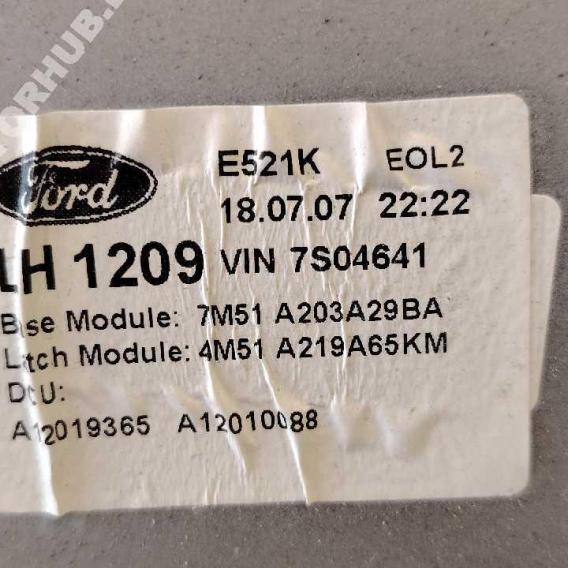 TORHUB.B
Ford
E521K EOL2
18.07.07 22:22
LH 1209 VIN 7S04641
Base Module: 7M51 A203A29BA
Latch Module: 4M51 A219A65KM
DCU:
A12019365 A12010088